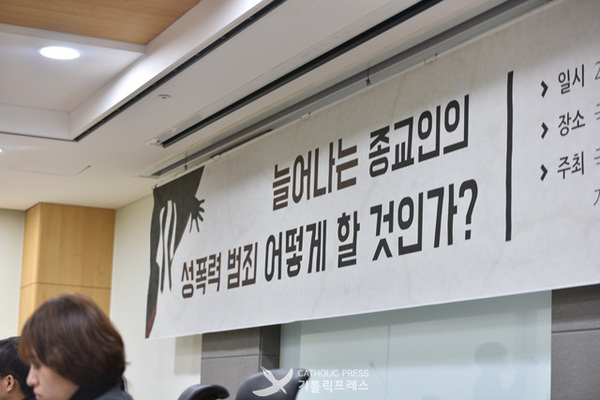 늘어나는 종교인의
성폭력 범죄 어떻게 할 것인가?
일시
장소
주최
CATHOLIC PRESS
가톨릭프레스